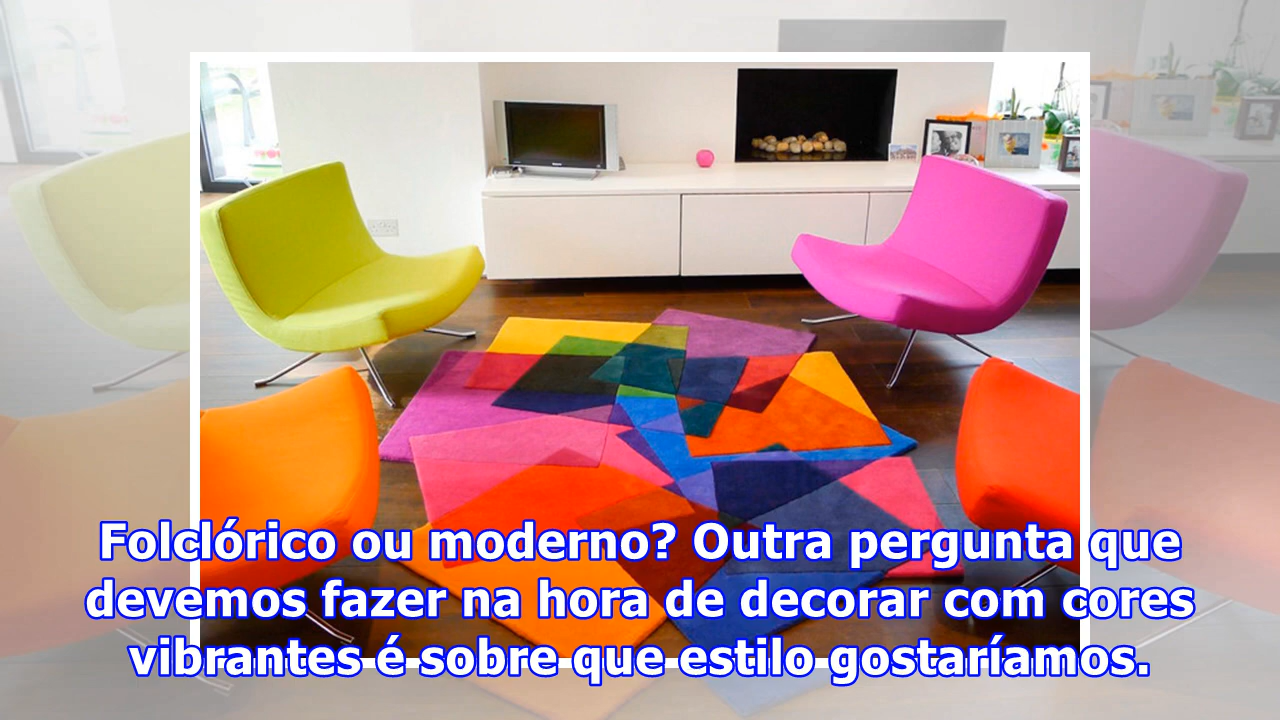 Folclórico ou moderno? Outra pergunta que
devemos fazer na hora de decorar com cores
vibrantes é sobre que estilo gostaríamos.